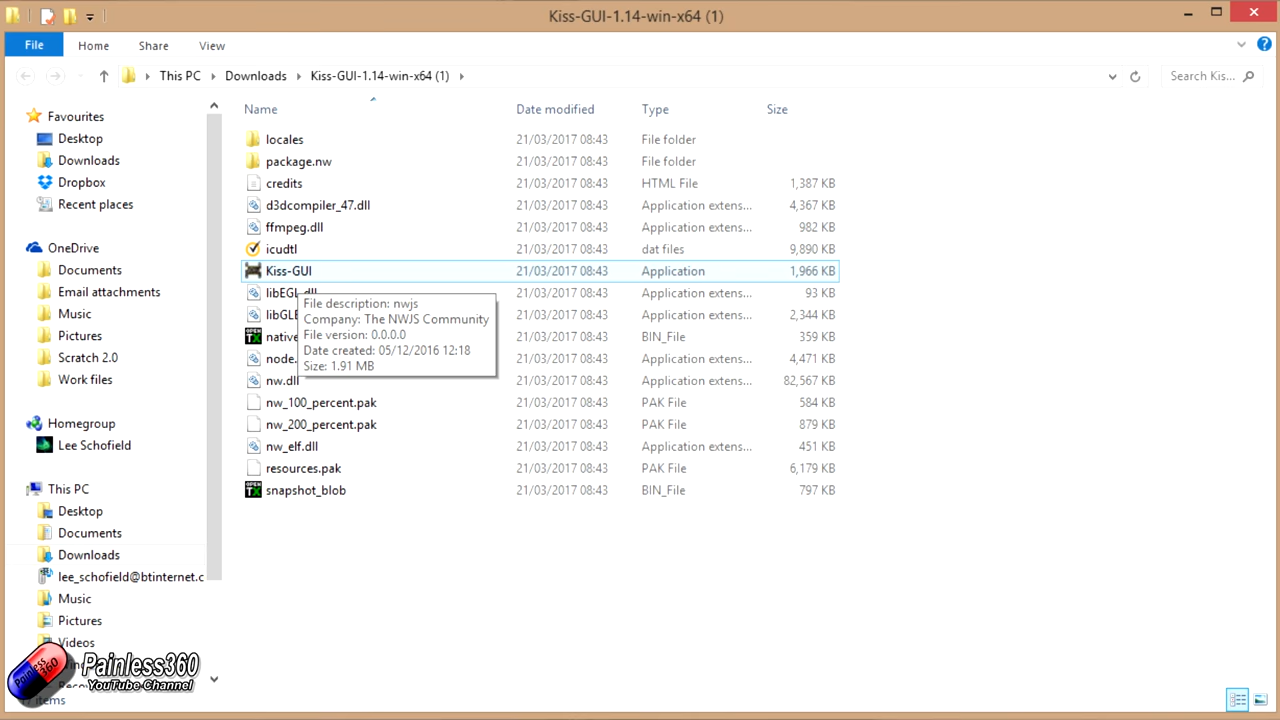 Kiss-GUI-1.14-win-x64 (1)
File Home Share View
This PC Downloads Kiss-GUI-1.14-win-x64 (1) Search Kis...
Name Date modified Type Size
Favourites
Desktop
Downloads
Dropbox
Recent places
OneDrive
Documents
Email attachments
Music
Pictures
Scratch 2.0
Work files
Homegroup
Lee Schofield
This PC
Desktop
Documents
Downloads
lee_schofield@btinternet.c
Music
Pictures
Videos
locales 21/03/2017 08:43 File folder
package.nw 21/03/2017 08:43 File folder
credits 21/03/2017 08:43 HTML File 1,387 KB
d3dcompiler_47.dll 21/03/2017 08:43 Application extens... 4,367 KB
ffmpeg.dll 21/03/2017 08:43 Application extens... 982 KB
icudtl 21/03/2017 08:43 dat files 9,890 KB
Kiss-GUI 21/03/2017 08:43 Application 1,966 KB
libEGL.dll 21/03/2017 08:43 Application extens... 93 KB
libGLE 21/03/2017 08:43 Application extens... 2,344 KB
native 21/03/2017 08:43 BIN_File 359 KB
node. 21/03/2017 08:43 Application extens... 4,471 KB
nw.dll 21/03/2017 08:43 Application extens... 82,567 KB
nw_100_percent.pak 21/03/2017 08:43 PAK File 584 KB
nw_200_percent.pak 21/03/2017 08:43 PAK File 879 KB
nw_elf.dll 21/03/2017 08:43 Application extens... 451 KB
resources.pak 21/03/2017 08:43 PAK File 6,179 KB
snapshot_blob 21/03/2017 08:43 BIN_File 797 KB
File description: nwjs
Company: The NWJS Community
File version: 0.0.0.0
Date created: 05/12/2016 12:18
Size: 1.91 MB
Painless360
Painless360
YouTube Channel
items